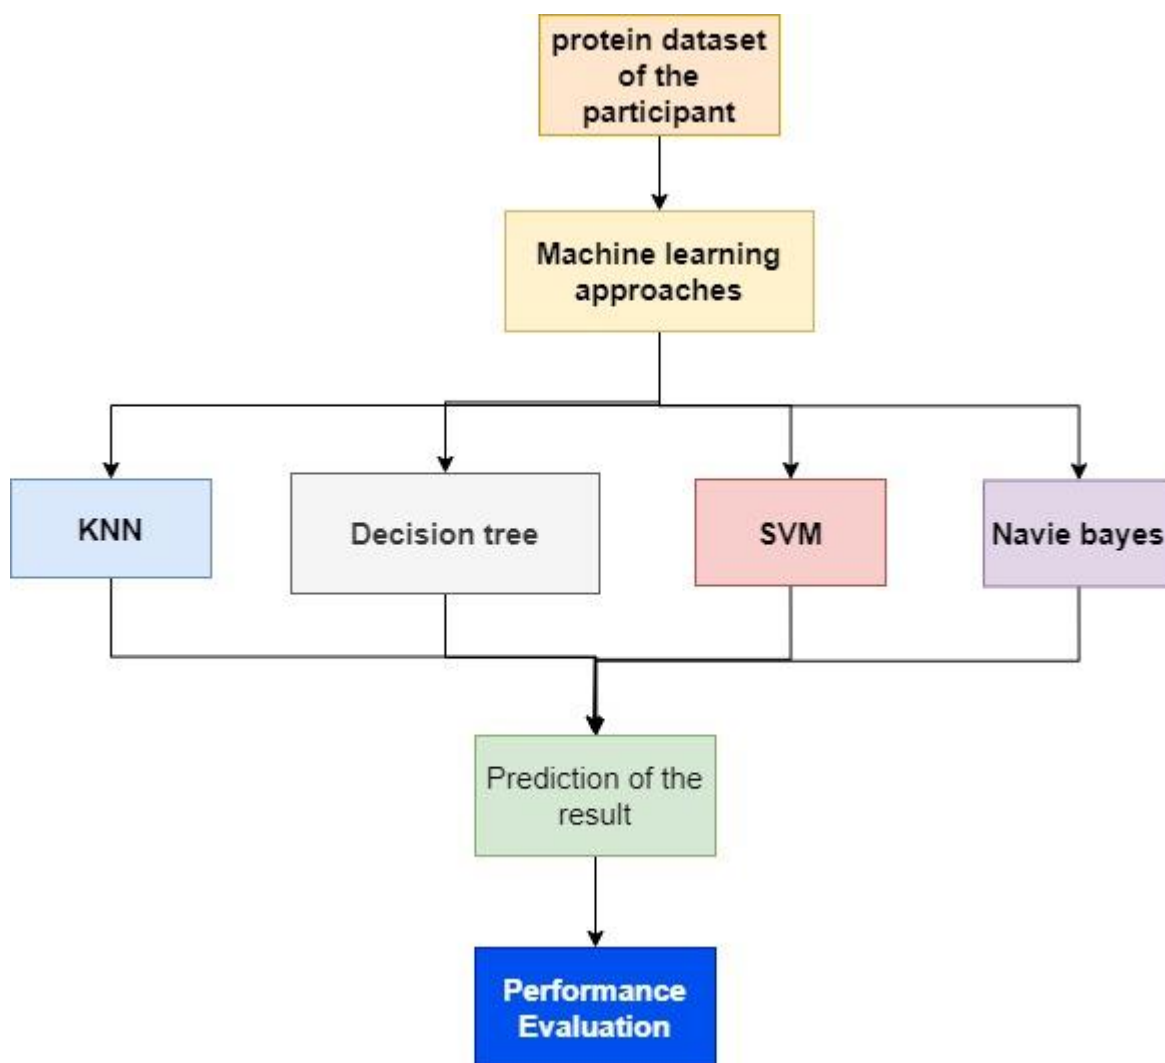 protein dataset
of the
participant
Machine learning
approaches
KNN
Decision tree
SVM
Navie bayes
Prediction of the
result
Performance
Evaluation